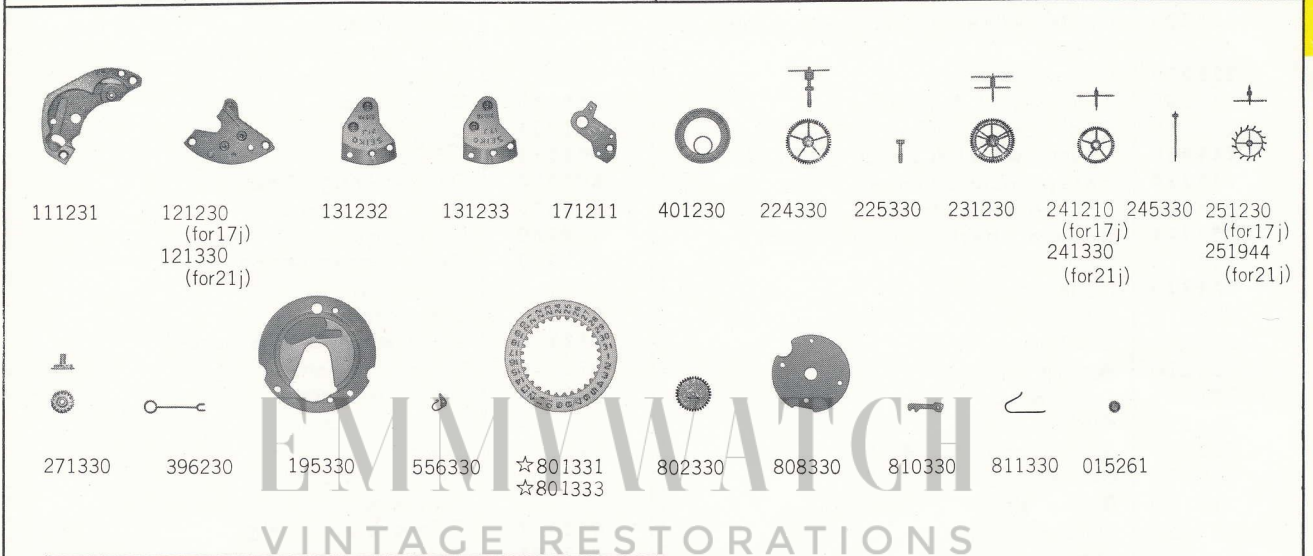 111231 121230 131232 131233 171211 401230 224330 225330 231230 241210 245330 251230
(for17j) (for17j) (for17j)
121330 241330 251944
(for21j) (for21j) (for21j)
271330 396230 195330 556330 ☆801331 802330 808330 810330 811330 015261
☆801333
EMMYWATCH
VINTAGE RESTORATIONS